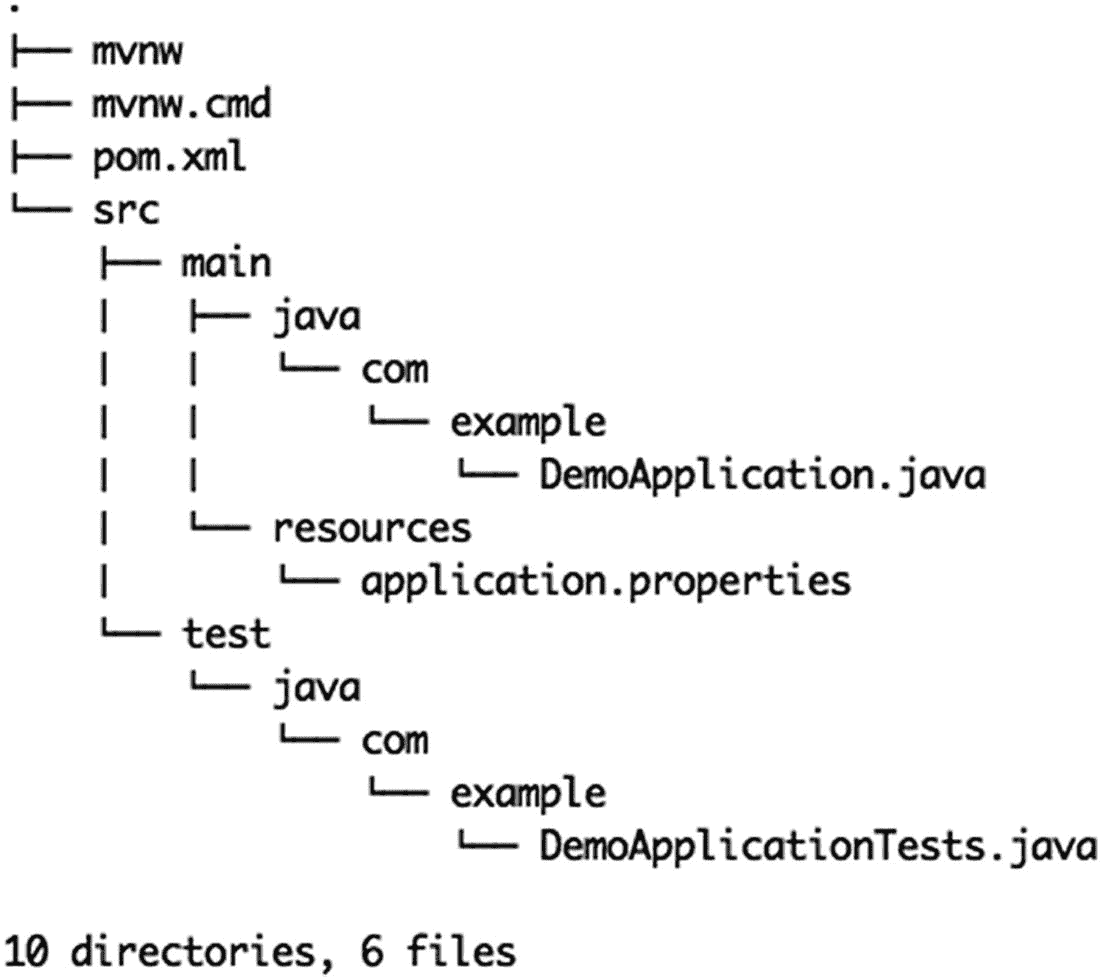 .
├── mvnw
├── mvnw.cmd
├── pom.xml
└── src
    ├── main
    │   ├── java
    │   │   └── com
    │   │       └── example
    │   │           └── DemoApplication.java
    │   └── resources
    │       └── application.properties
    └── test
        └── java
            └── com
                └── example
                    └── DemoApplicationTests.java

10 directories, 6 files